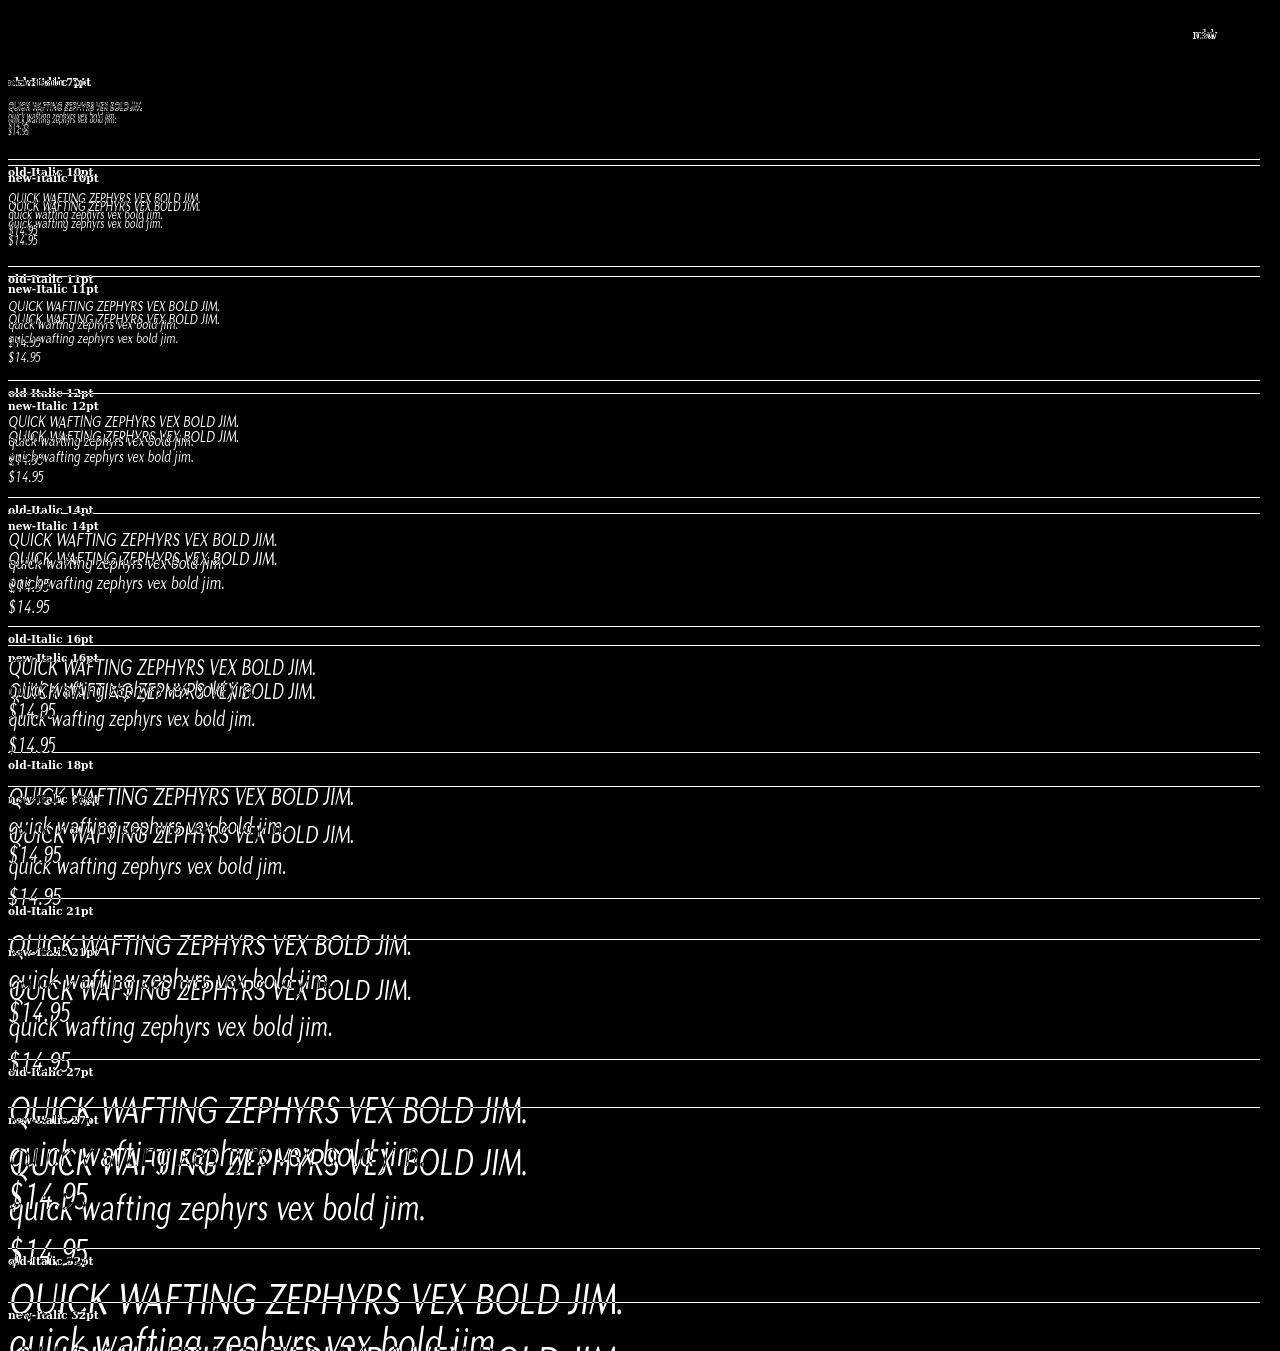 QUICK WAFTING ZEPHYRS VEX BOLD JIM.
quick wafting zephyrs vex bold jim.
$14.95
old-Italic 10pt
new-Italic 10pt
QUICK WAFTING ZEPHYRS VEX BOLD JIM.
QUICK WAFTING ZEPHYRS VEX BOLD JIM.
quick wafting zephyrs vex bold jim.
quick wafting zephyrs vex bold jim.
$14.95
$14.95
old-Italic 11pt
new-Italic 11pt
QUICK WAFTING ZEPHYRS VEX BOLD JIM.
QUICK WAFTING ZEPHYRS VEX BOLD JIM.
quick wafting zephyrs vex bold jim.
quick wafting zephyrs vex bold jim.
$14.95
$14.95
old-Italic 12pt
new-Italic 12pt
QUICK WAFTING ZEPHYRS VEX BOLD JIM.
QUICK WAFTING ZEPHYRS VEX BOLD JIM.
quick wafting zephyrs vex bold jim.
quick wafting zephyrs vex bold jim.
$14.95
$14.95
old-Italic 14pt
new-Italic 14pt
QUICK WAFTING ZEPHYRS VEX BOLD JIM.
QUICK WAFTING ZEPHYRS VEX BOLD JIM.
quick wafting zephyrs vex bold jim.
quick wafting zephyrs vex bold jim.
$14.95
$14.95
old-Italic 16pt
new-Italic 16pt
QUICK WAFTING ZEPHYRS VEX BOLD JIM.
quick wafting zephyrs vex bold jim.
QUICK WAFTING ZEPHYRS VEX BOLD JIM.
$14.95
quick wafting zephyrs vex bold jim.
$14.95
old-Italic 18pt
QUICK WAFTING ZEPHYRS VEX BOLD JIM.
new-Italic 18pt
quick wafting zephyrs vex bold jim.
QUICK WAFTING ZEPHYRS VEX BOLD JIM.
$14.95
quick wafting zephyrs vex bold jim.
$14.95
old-Italic 21pt
QUICK WAFTING ZEPHYRS VEX BOLD JIM.
new-Italic 21pt
quick wafting zephyrs vex bold jim.
QUICK WAFTING ZEPHYRS VEX BOLD JIM.
$14.95
quick wafting zephyrs vex bold jim.
$14.95
old-Italic 27pt
QUICK WAFTING ZEPHYRS VEX BOLD JIM.
new-Italic 27pt
quick wafting zephyrs vex bold jim.
QUICK WAFTING ZEPHYRS VEX BOLD JIM.
$14.95
quick wafting zephyrs vex bold jim.
$14.95
old-Italic 32pt
QUICK WAFTING ZEPHYRS VEX BOLD JIM.
new-Italic 32pt
quick wafting zephyrs vex bold jim.
QUICK WAFTING ZEPHYRS VEX BOLD JIM.